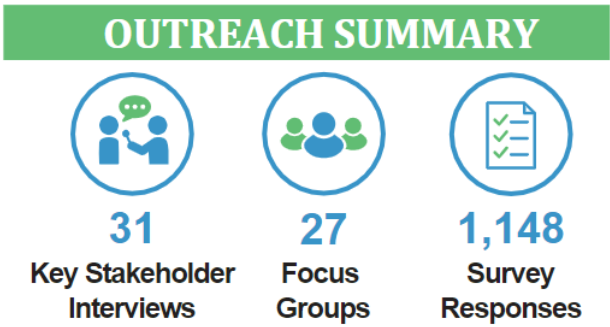 OUTREACH SUMMARY
31
Key Stakeholder
Interviews
27
Focus
Groups
1,148
Survey
Responses